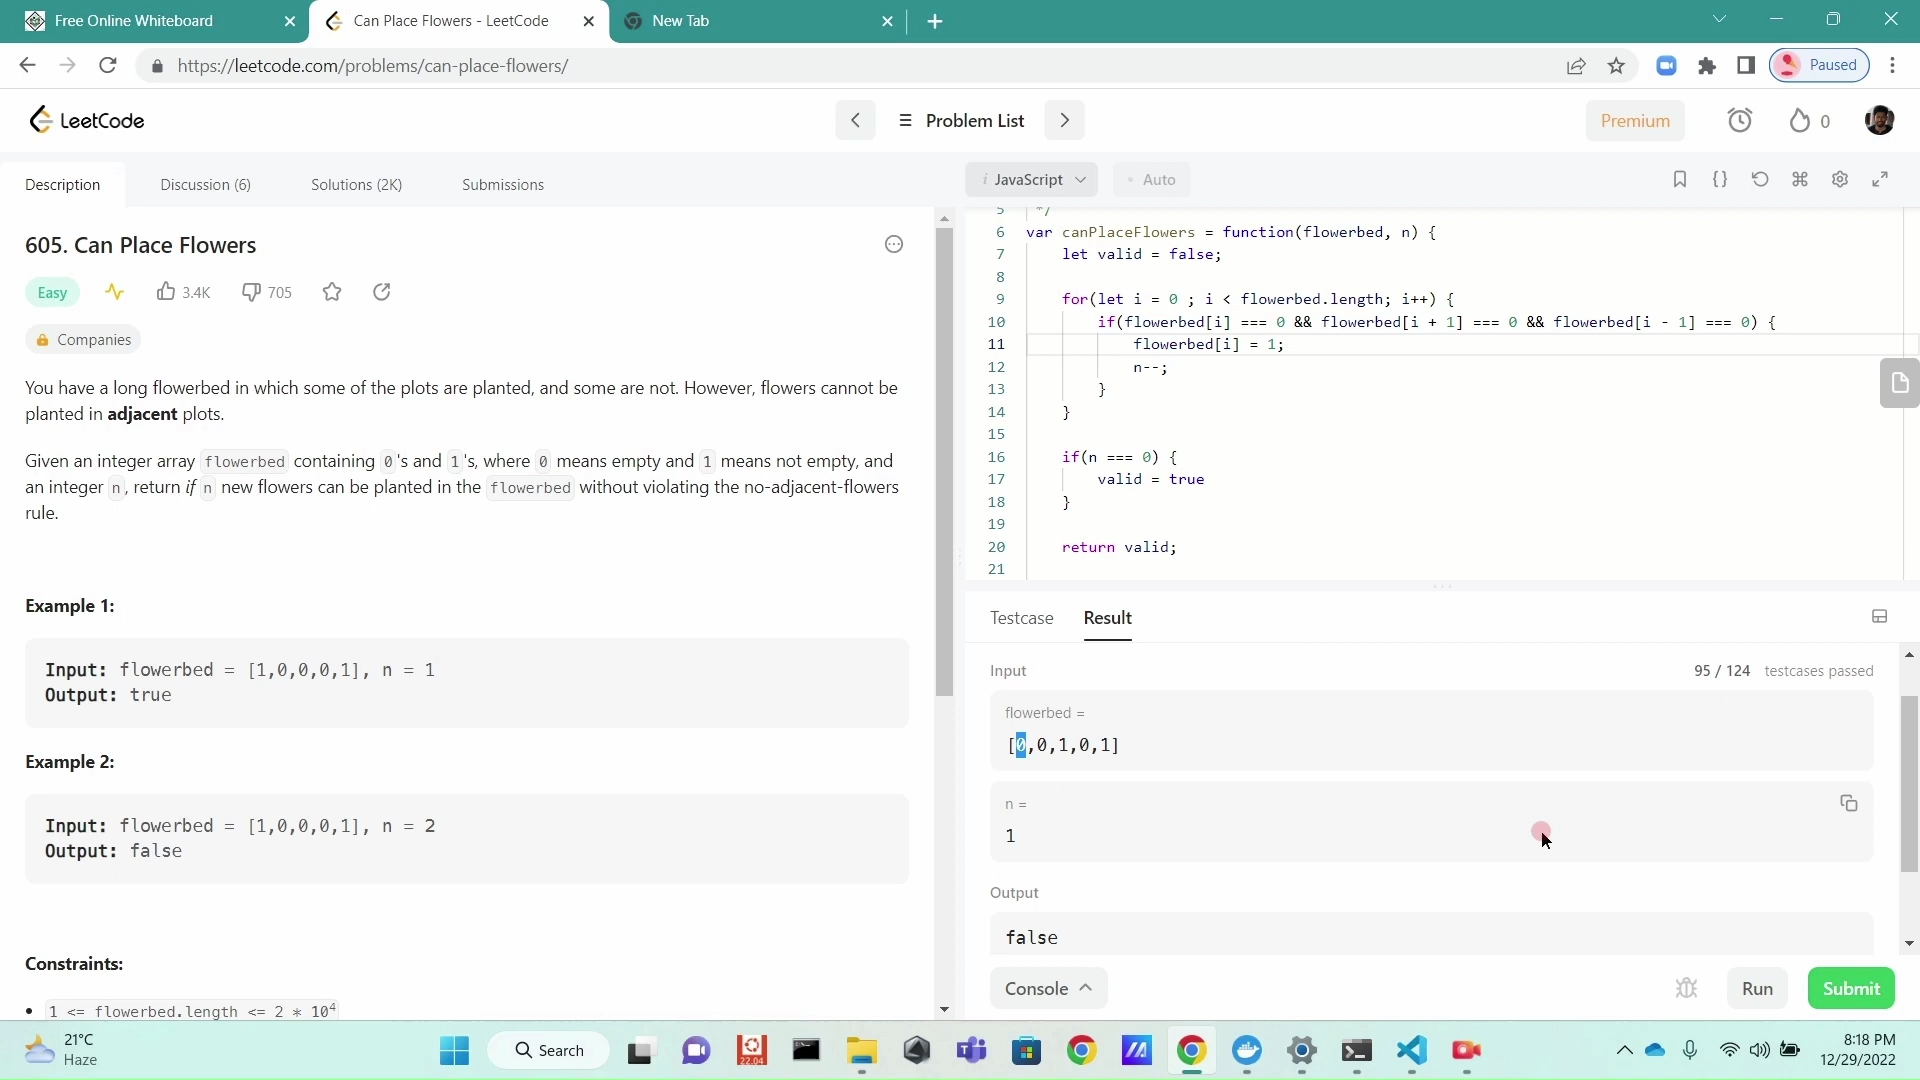 Free Online Whiteboard
Can Place Flowers - LeetCode
New Tab
https://leetcode.com/problems/can-place-flowers/
Paused
LeetCode
Problem List
Premium
0
Description
Discussion (6)
Solutions (2K)
Submissions
i JavaScript
Auto
605. Can Place Flowers
Easy
3.4K
705
Companies
You have a long flowerbed in which some of the plots are planted, and some are not. However, flowers cannot be
planted in adjacent plots.
Given an integer array flowerbed containing 0's and 1's, where 0 means empty and 1 means not empty, and
an integer n, return if n new flowers can be planted in the flowerbed without violating the no-adjacent-flowers
rule.
Example 1:
Input: flowerbed = [1,0,0,0,1], n = 1
Output: true
Example 2:
Input: flowerbed = [1,0,0,0,1], n = 2
Output: false
Constraints:
• 1 <= flowerbed.length <= 2 * 10^4
5 */
6 var canPlaceFlowers = function(flowerbed, n) {
7 let valid = false;
8
9 for(let i = 0 ; i < flowerbed.length; i++) {
10 if(flowerbed[i] === 0 && flowerbed[i + 1] === 0 && flowerbed[i - 1] === 0) {
11 flowerbed[i] = 1;
12 n--;
13 }
14 }
15
16 if(n === 0) {
17 valid = true
18 }
19
20 return valid;
21
Testcase
Result
Input
95 / 124 testcases passed
flowerbed =
[0,0,1,0,1]
n =
1
Output
false
Console
Run
Submit
21°C
Haze
Search
22.04
8:18 PM
12/29/2022